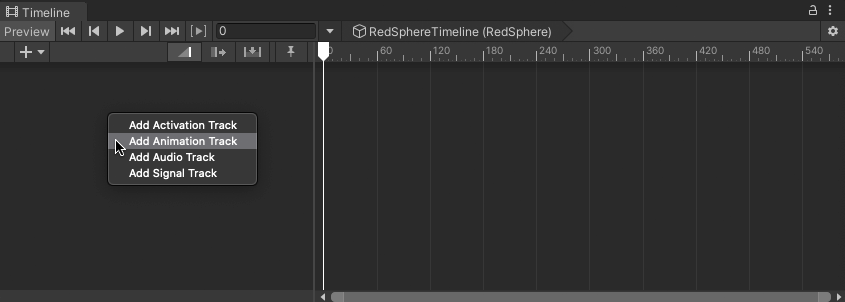 Timeline
Preview 0 RedSphereTimeline (RedSphere)
0 60 120 180 240 300 360 420 480 540
Add Activation Track
Add Animation Track
Add Audio Track
Add Signal Track